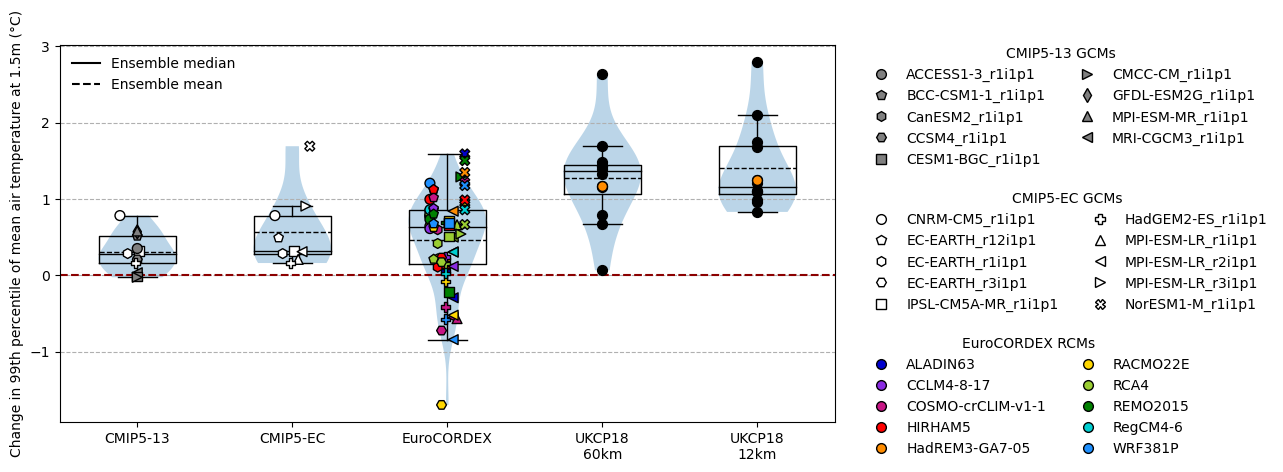 Change in 99th percentile of mean air temperature at 1.5m (°C)
3
2
1
0
−1
Ensemble median
Ensemble mean
CMIP5-13
CMIP5-EC
EuroCORDEX
UKCP18
60km
UKCP18
12km
CMIP5-13 GCMs
ACCESS1-3_r1i1p1
BCC-CSM1-1_r1i1p1
CanESM2_r1i1p1
CCSM4_r1i1p1
CESM1-BGC_r1i1p1
CMCC-CM_r1i1p1
GFDL-ESM2G_r1i1p1
MPI-ESM-MR_r1i1p1
MRI-CGCM3_r1i1p1
CMIP5-EC GCMs
CNRM-CM5_r1i1p1
EC-EARTH_r12i1p1
EC-EARTH_r1i1p1
EC-EARTH_r3i1p1
IPSL-CM5A-MR_r1i1p1
HadGEM2-ES_r1i1p1
MPI-ESM-LR_r1i1p1
MPI-ESM-LR_r2i1p1
MPI-ESM-LR_r3i1p1
NorESM1-M_r1i1p1
EuroCORDEX RCMs
ALADIN63
CCLM4-8-17
COSMO-crCLIM-v1-1
HIRHAM5
HadREM3-GA7-05
RACMO22E
RCA4
REMO2015
RegCM4-6
WRF381P